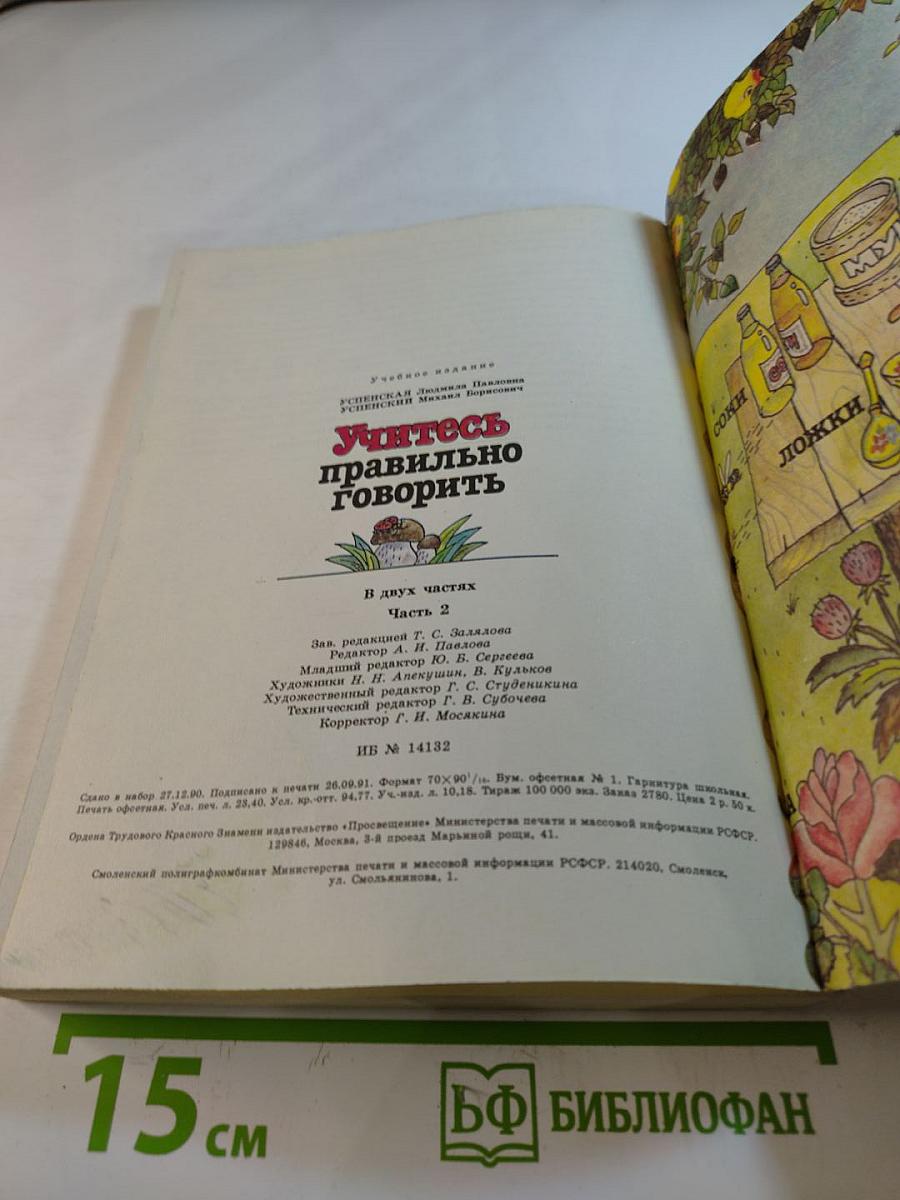 Учебное издание
УСПЕНСКАЯ Людмила Павловна
УСПЕНСКИЙ Михаил Борисович
Учитесь
правильно
говорить
В двух частях
Часть 2
Зав. редакцией Т. С. Залялова
Редактор А. И. Павлова
Младший редактор Ю. Б. Сергеева
Художники Н. Н. Апекушин, В. Кульков
Художественный редактор Г. С. Студеникина
Технический редактор Г. В. Субочева
Корректор Г. И. Мосякина
ИБ № 14132
Сдано в набор 27.12.90. Подписано к печати 26.09.91. Формат 70×90¹/₁₆. Бум. офсетная № 1. Гарнитура школьная.
Печать офсетная. Усл. печ. л. 23,40. Усл. кр.-отт. 94,77. Уч.-изд. л. 10,18. Тираж 100 000 экз. Заказ 2780. Цена 2 р. 50 к.
Ордена Трудового Красного Знамени издательство «Просвещение» Министерства печати и массовой информации РСФСР.
129846, Москва, 3-й проезд Марьиной рощи, 41.
Смоленский полиграфкомбинат Министерства печати и массовой информации РСФСР. 214020, Смоленск,
ул. Смольянинова, 1.
МУ
СОКИ
ЛОЖКИ
15 см
БФ БИБЛИОФАН